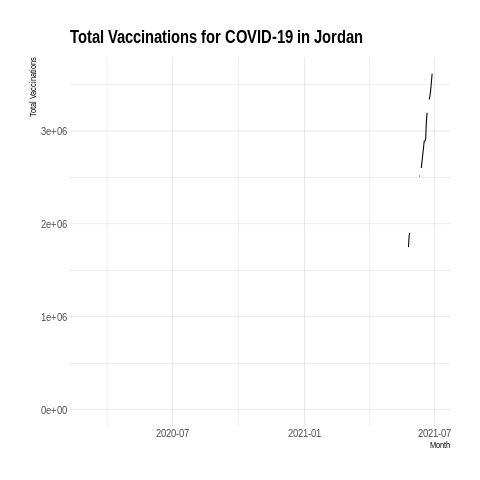 Total Vaccinations for COVID-19 in Jordan
Total Vaccinations
3e+06
2e+06
1e+06
0e+00
2020-07 2021-01 2021-07
Month